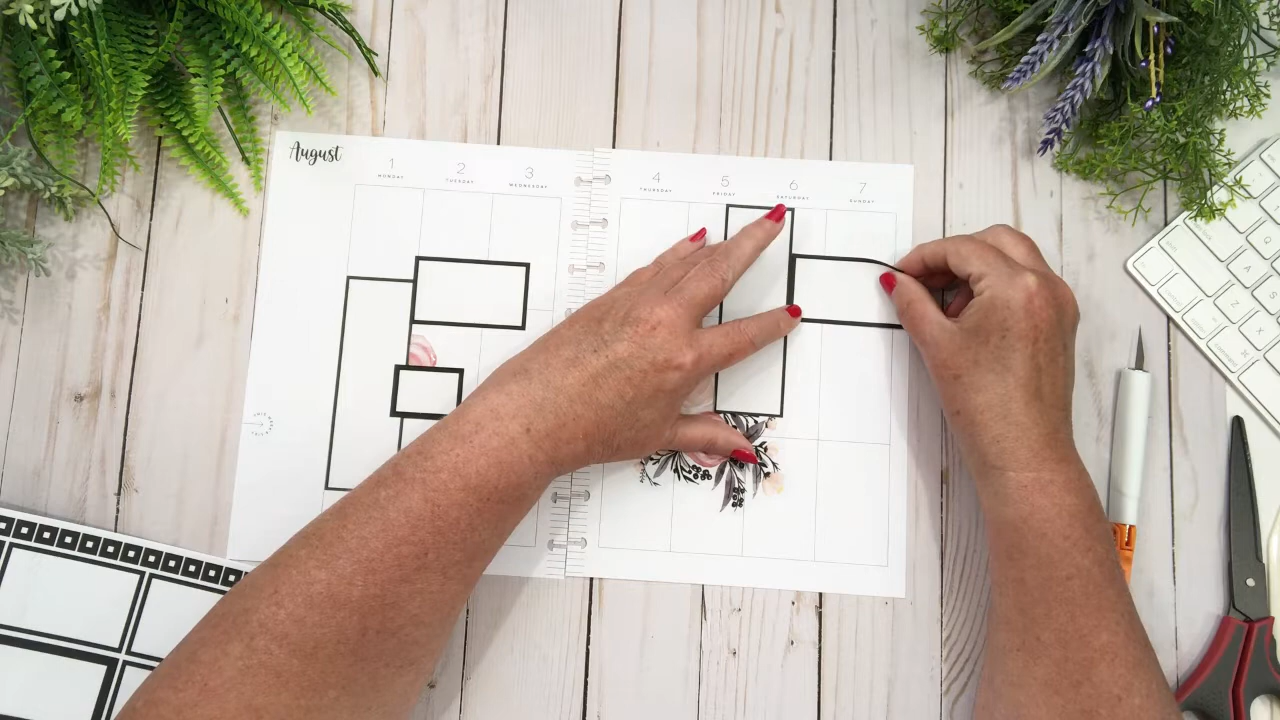 August
1 2 3
MONDAY TUESDAY WEDNESDAY
4 5 6 7
THURSDAY FRIDAY SATURDAY SUNDAY
A
S
Z
X